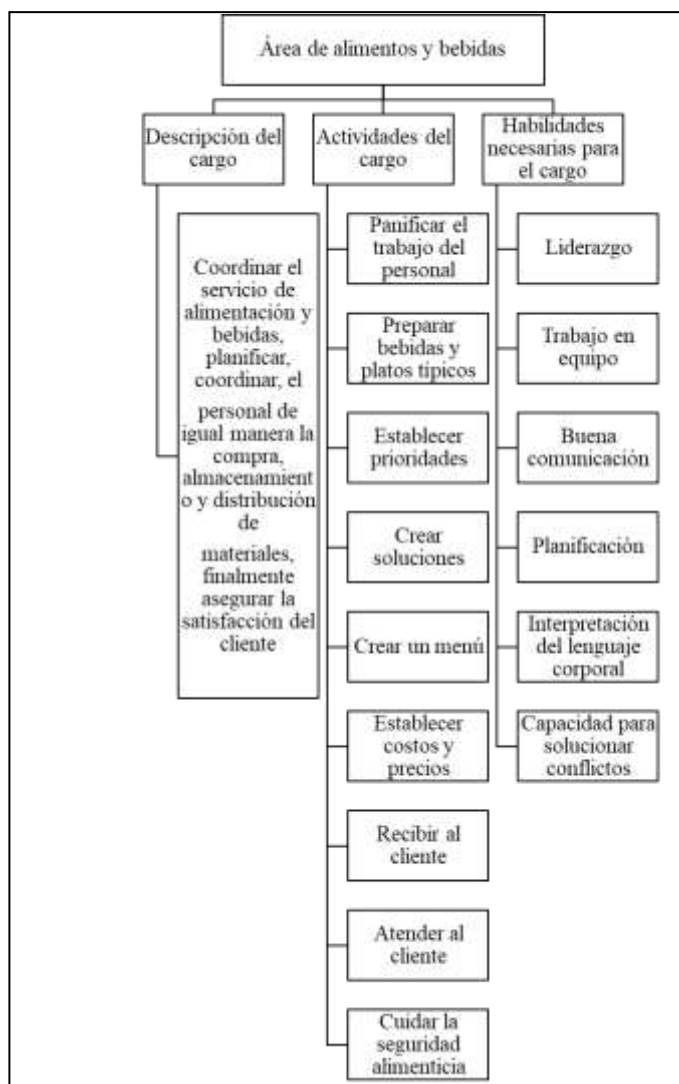 Área de alimentos y bebidas
Descripción del
cargo
Actividades del
cargo
Habilidades
necesarias para
el cargo
Coordinar el
servicio de
alimentación y
bebidas,
planificar,
coordinar, el
personal de
igual manera la
compra,
almacenamient
o y distribución
de
materiales,
finalmente
asegurar la
satisfacción del
cliente
Panificar el
trabajo del
personal
Preparar
bebidas y
platos típicos
Establecer
prioridades
Crear
soluciones
Crear un menú
Establecer
costos y
precios
Recibir al
cliente
Atender al
cliente
Cuidar la
seguridad
alimenticia
Liderazgo
Trabajo en
equipo
Buena
comunicación
Planificación
Interpretación
del lenguaje
corporal
Capacidad para
solucionar
conflictos